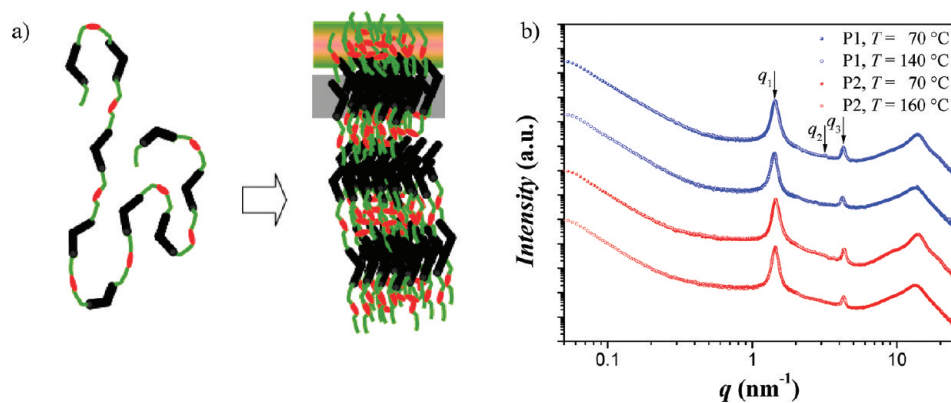 a)
b)
P1, T = 70 °C
P1, T = 140 °C
P2, T = 70 °C
P2, T = 160 °C
q1
q2
q3
Intensity (a.u.)
0.1
1
10
q (nm-1)